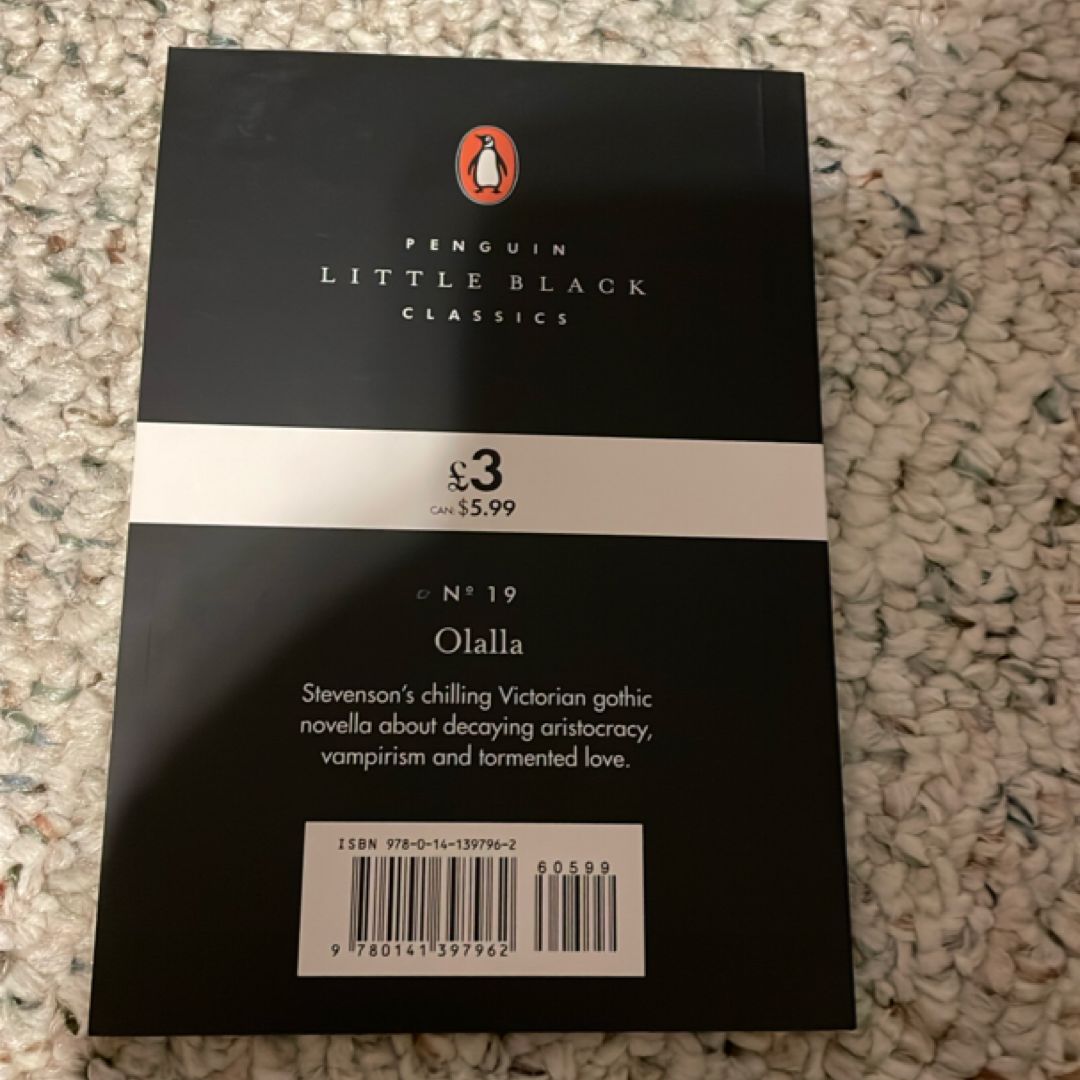 PENGUIN
LITTLE BLACK
CLASSICS
£3
CAN. $5.99
Nº 19
Olalla
Stevenson's chilling Victorian gothic
novella about decaying aristocracy,
vampirism and tormented love.
ISBN 978-0-14-139796-2
60599
9 780141 397962